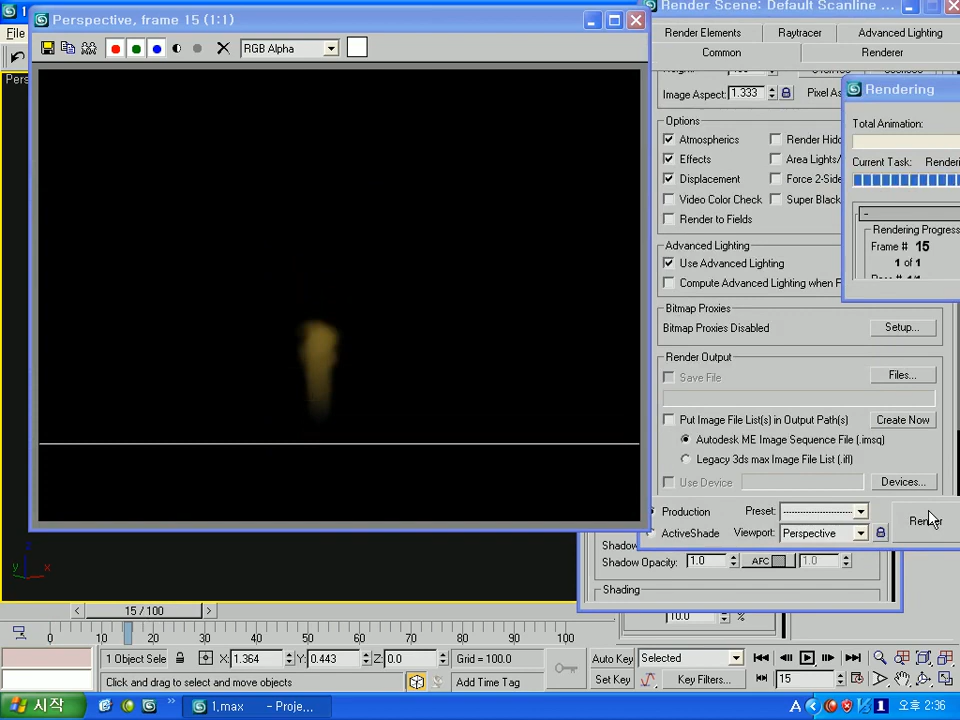 Perspective, frame 15 (1:1)
RGB Alpha
1
File
Pers
Render Scene: Default Scanline ...
Render Elements
Raytracer
Advanced Lighting
Common
Renderer
Image Aspect: 1.333
Pixel As
Options
Atmospherics
Render Hidd
Effects
Area Lights/
Displacement
Force 2-Side
Video Color Check
Super Black
Render to Fields
Advanced Lighting
Use Advanced Lighting
Compute Advanced Lighting when F
Bitmap Proxies
Bitmap Proxies Disabled
Setup...
Render Output
Save File
Files...
Put Image File List(s) in Output Path(s)
Create Now
Autodesk ME Image Sequence File (.imsq)
Legacy 3ds max Image File List (.ifl)
Use Device
Devices...
Production
Preset:
ActiveShade
Viewport:
Perspective
Render
Rendering
Total Animation:
Current Task:
Renderi
Rendering Progress
Frame # 15
1 of 1
Shadow
Shadow Opacity: 1.0
AFC
1.0
Shading
10.0
%
y
x
15 / 100
0 10 20 30 40 50 60 70 80 90 100
1 Object Sele
X: 1.364
Y: 0.443
Z: 0.0
Grid = 100.0
Auto Key
Selected
Click and drag to select and move objects
Add Time Tag
Set Key
Key Filters...
15
시작
1,max
- Proje...
A
오후 2:36